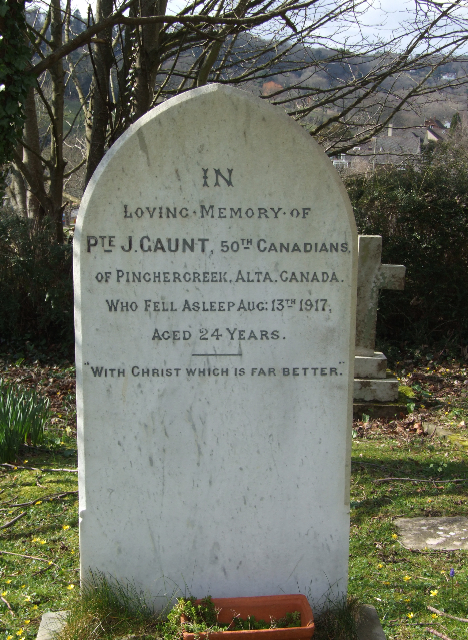 IN
LOVING·MEMORY·OF
PTE J.GAUNT, 50TH CANADIANS,
OF PINCHERCREEK, ALTA. CANADA.
WHO FELL ASLEEP AUG: 13TH 1917,
AGED 24 YEARS.
"WITH CHRIST WHICH IS FAR BETTER."